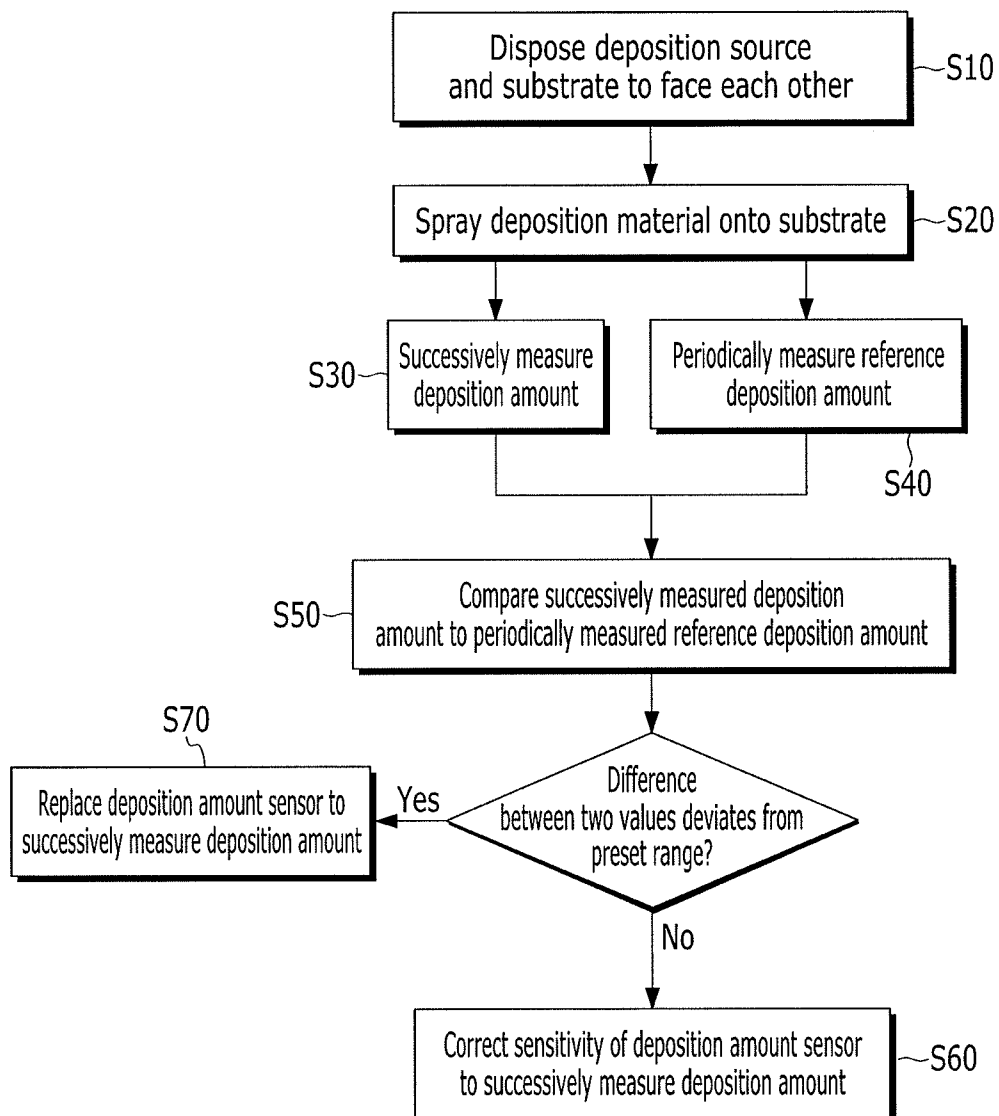 Dispose deposition source
and substrate to face each other
S10
Spray deposition material onto substrate
S20
S30
Successively measure
deposition amount
Periodically measure reference
deposition amount
S40
S50
Compare successively measured deposition
amount to periodically measured reference deposition amount
S70
Replace deposition amount sensor to
successively measure deposition amount
Yes
Difference
between two values deviates from
preset range?
No
Correct sensitivity of deposition amount sensor
to successively measure deposition amount
S60